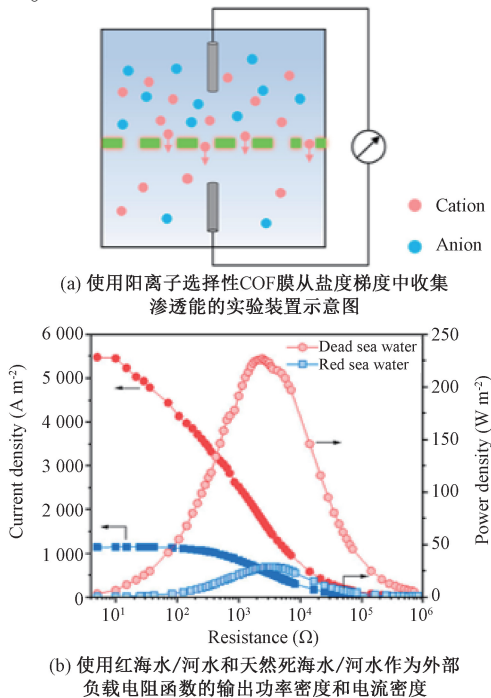 Cation
Anion
(a) 使用阳离子选择性COF膜从盐度梯度中收集
渗透能的实验装置示意图
6 000
5 000
4 000
3 000
2 000
1 000
0
Current density (A m-2)
Dead sea water
Red sea water
250
200
150
100
50
0
Power density (W m-2)
10¹
10²
10³
10⁴
10⁵
10⁶
Resistance (Ω)
(b) 使用红海水/河水和天然死海水/河水作为外部
负载电阻函数的输出功率密度和电流密度